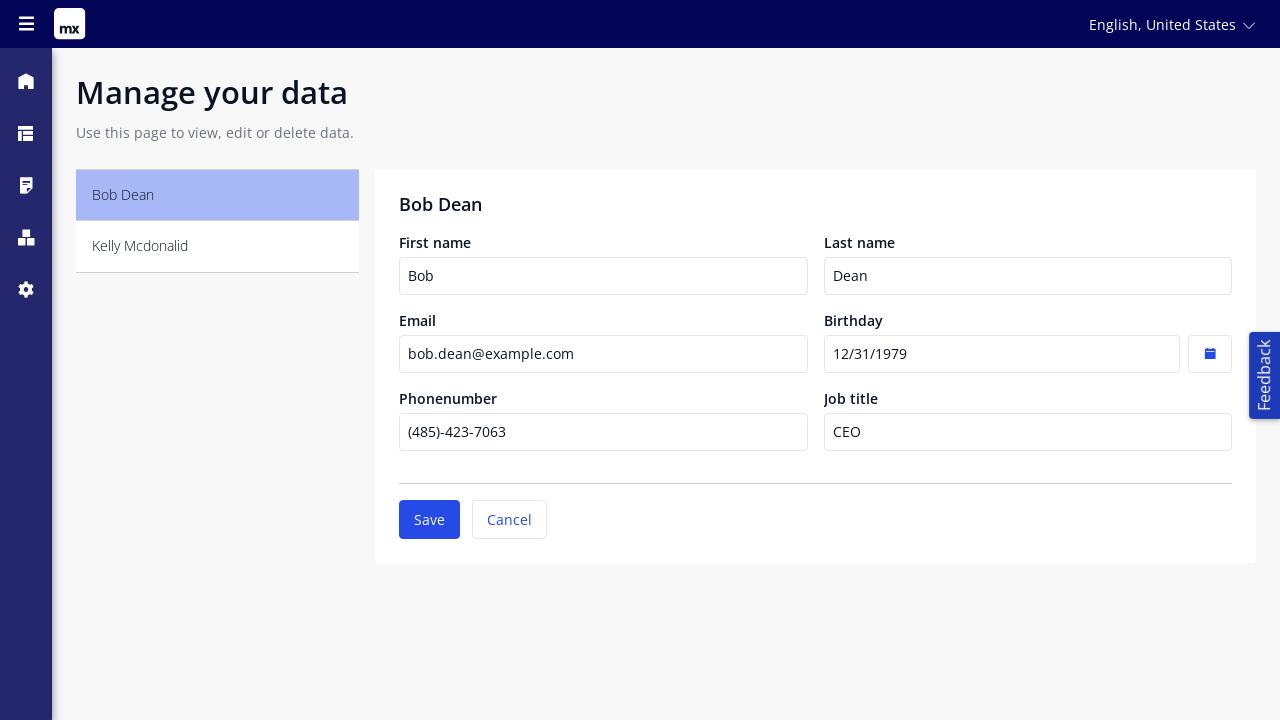 mx
English, United States
Manage your data
Use this page to view, edit or delete data.
Bob Dean
Kelly Mcdonalid
Bob Dean
First name
Last name
Bob
Dean
Email
Birthday
bob.dean@example.com
12/31/1979
Phonenumber
Job title
(485)-423-7063
CEO
Save
Cancel
Feedback